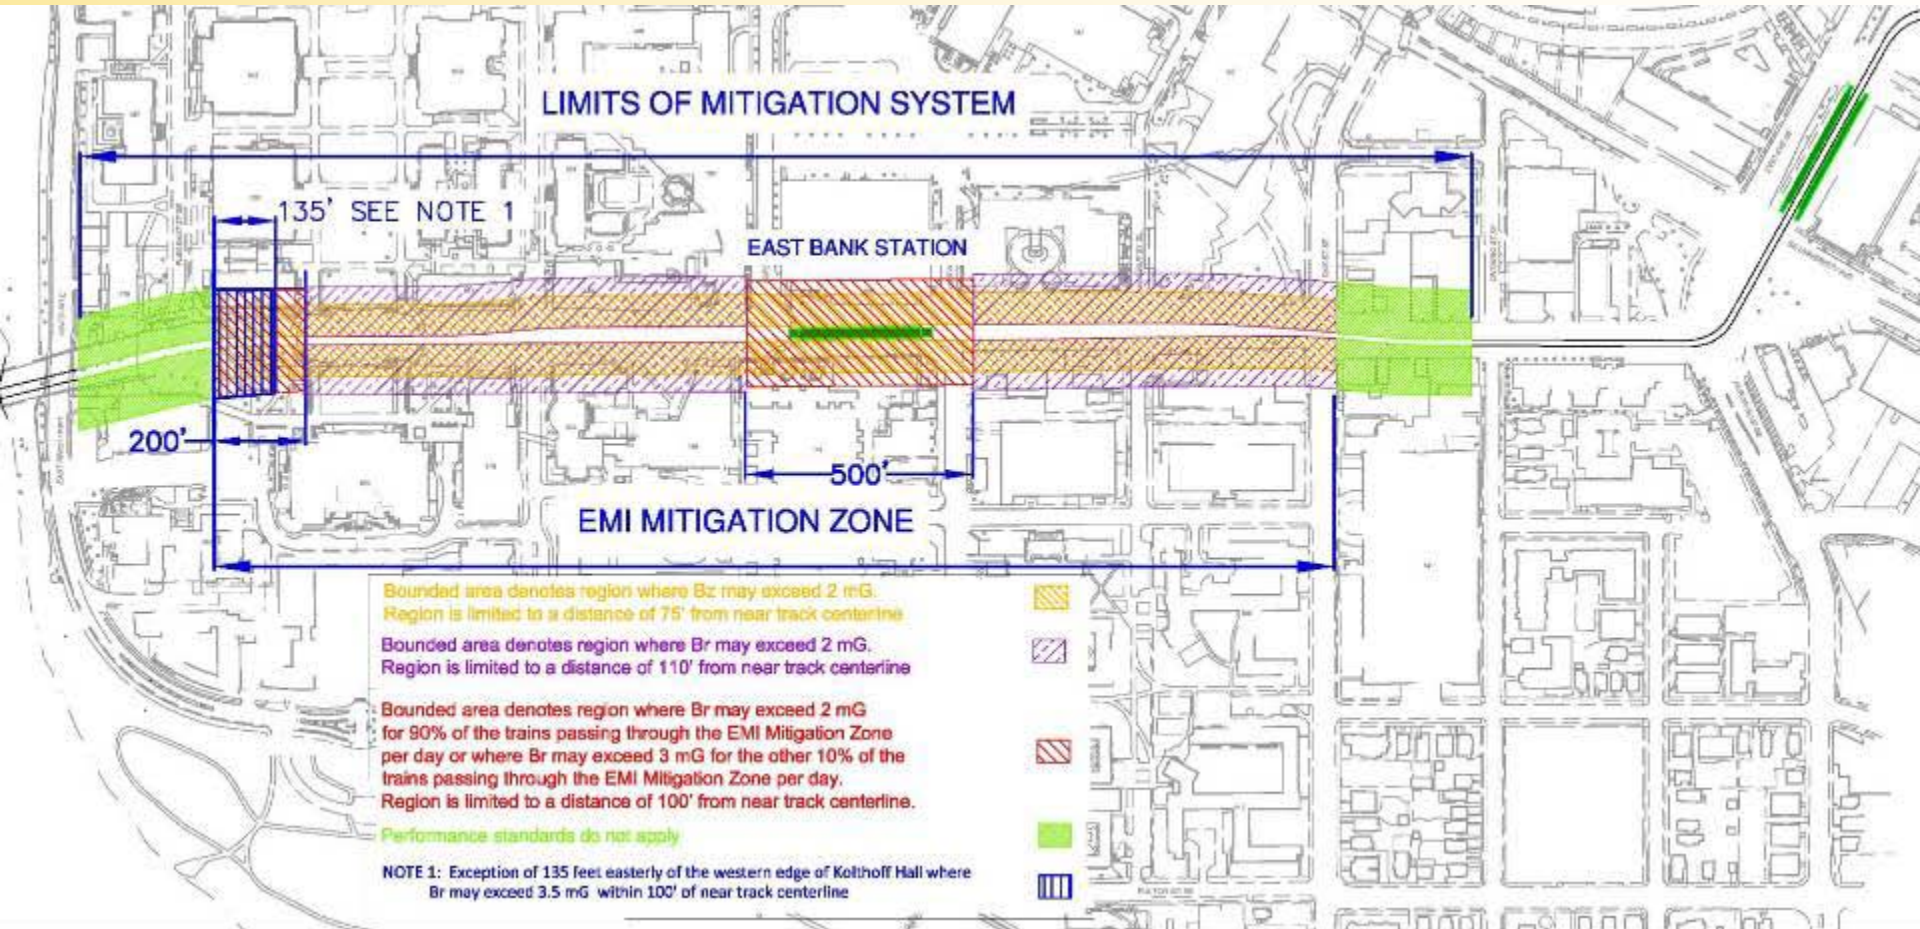 LIMITS OF MITIGATION SYSTEM
135' SEE NOTE 1
EAST BANK STATION
200'
500'
EMI MITIGATION ZONE
Bounded area denotes region where Bz may exceed 2 mG.
Region is limited to a distance of 75' from near track centerline
Bounded area denotes region where Br may exceed 2 mG.
Region is limited to a distance of 110' from near track centerline
Bounded area denotes region where Br may exceed 2 mG
for 90% of the trains passing through the EMI Mitigation Zone
per day or where Br may exceed 3 mG for the other 10% of the
trains passing through the EMI Mitigation Zone per day.
Region is limited to a distance of 100' from near track centerline.
Performance standards do not apply
NOTE 1: Exception of 135 feet easterly of the western edge of Kolthoff Hall where
Br may exceed 3.5 mG within 100' of near track centerline